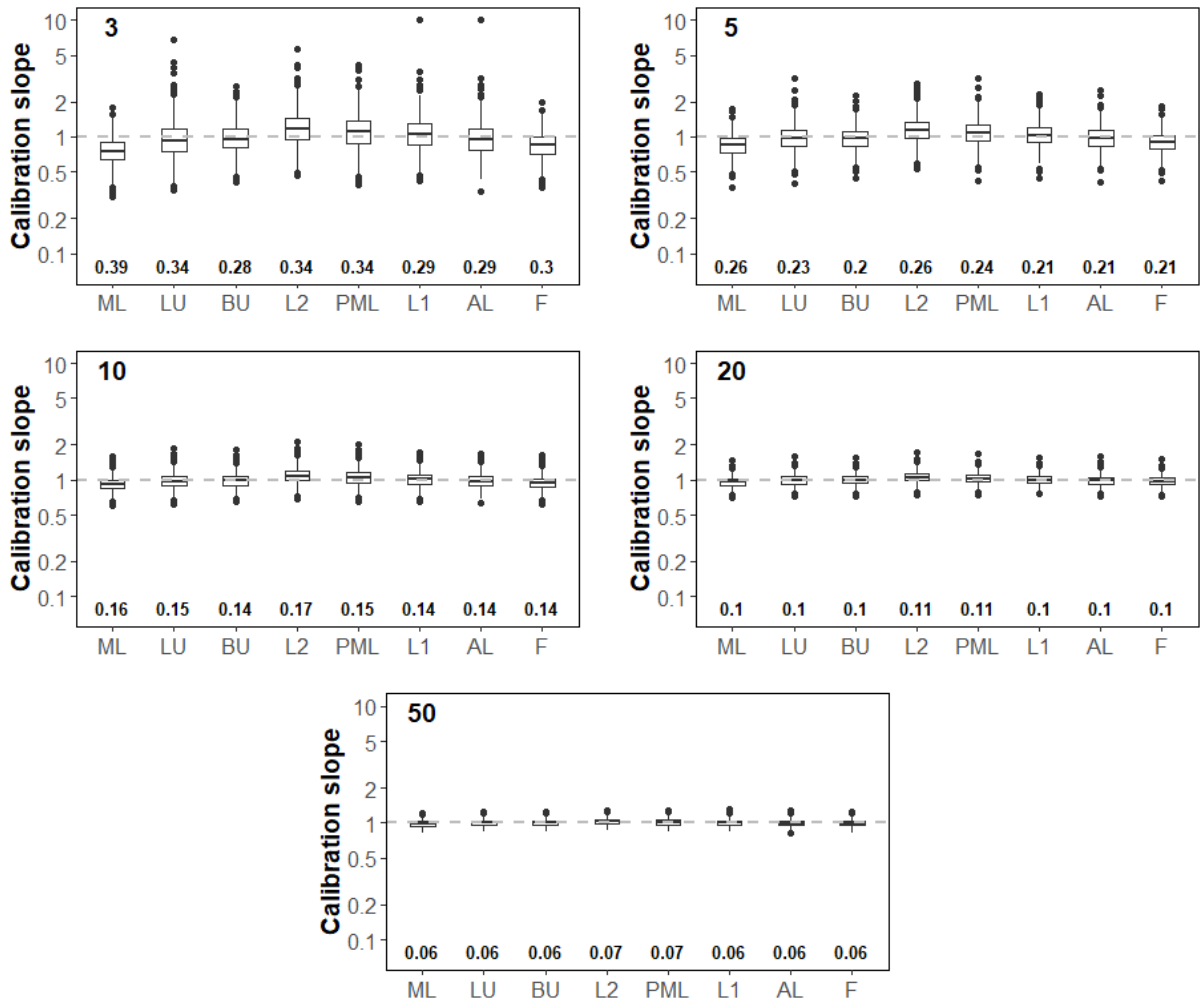 3
Calibration slope
10
5
2
1
0.5
0.2
0.1
0.39 0.34 0.28 0.34 0.34 0.29 0.29 0.3
ML LU BU L2 PML L1 AL F
5
Calibration slope
10
5
2
1
0.5
0.2
0.1
0.26 0.23 0.2 0.26 0.24 0.21 0.21 0.21
ML LU BU L2 PML L1 AL F
10
Calibration slope
10
5
2
1
0.5
0.2
0.1
0.16 0.15 0.14 0.17 0.15 0.14 0.14 0.14
ML LU BU L2 PML L1 AL F
20
Calibration slope
10
5
2
1
0.5
0.2
0.1
0.1 0.1 0.1 0.11 0.11 0.1 0.1 0.1
ML LU BU L2 PML L1 AL F
50
Calibration slope
10
5
2
1
0.5
0.2
0.1
0.06 0.06 0.06 0.07 0.07 0.06 0.06 0.06
ML LU BU L2 PML L1 AL F